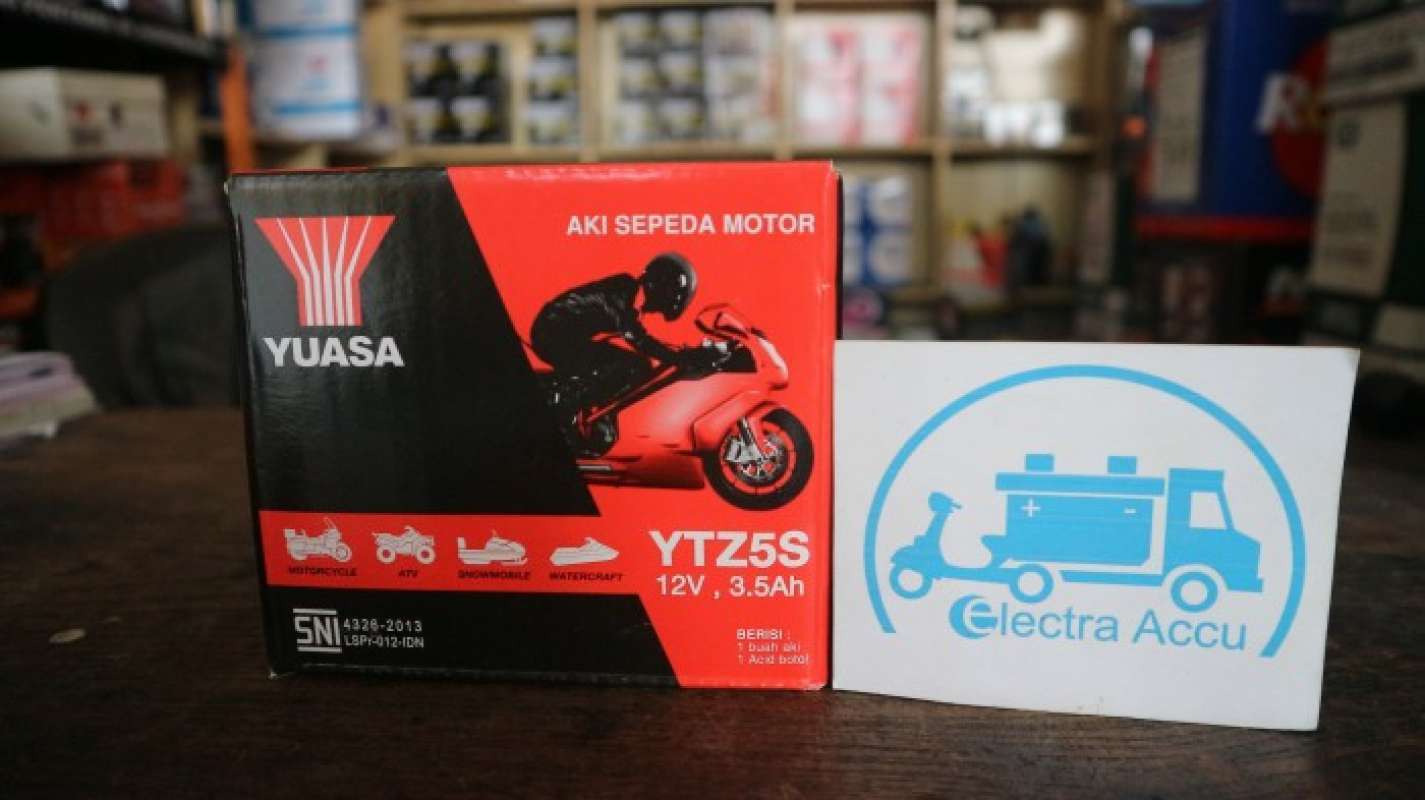 AKI SEPEDA MOTOR
YUASA
MOTORCYCLE
ATV
SNOWMOBILE
WATERCRAFT
YTZ5S
12V , 3.5Ah
SNI
4326-2013
LSPr-012-IDN
BERISI :
1 buah aki
1 Acid botol
+ -
electra Accu